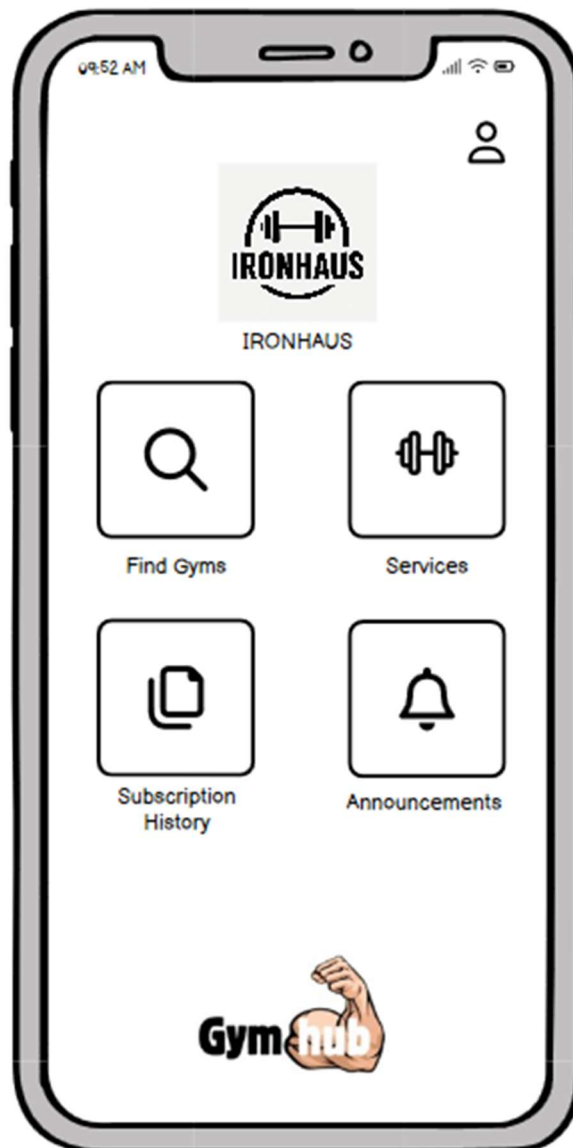 09:52 AM
IRONHAUS
IRONHAUS
Find Gyms
Services
Subscription
History
Announcements
Gym hub